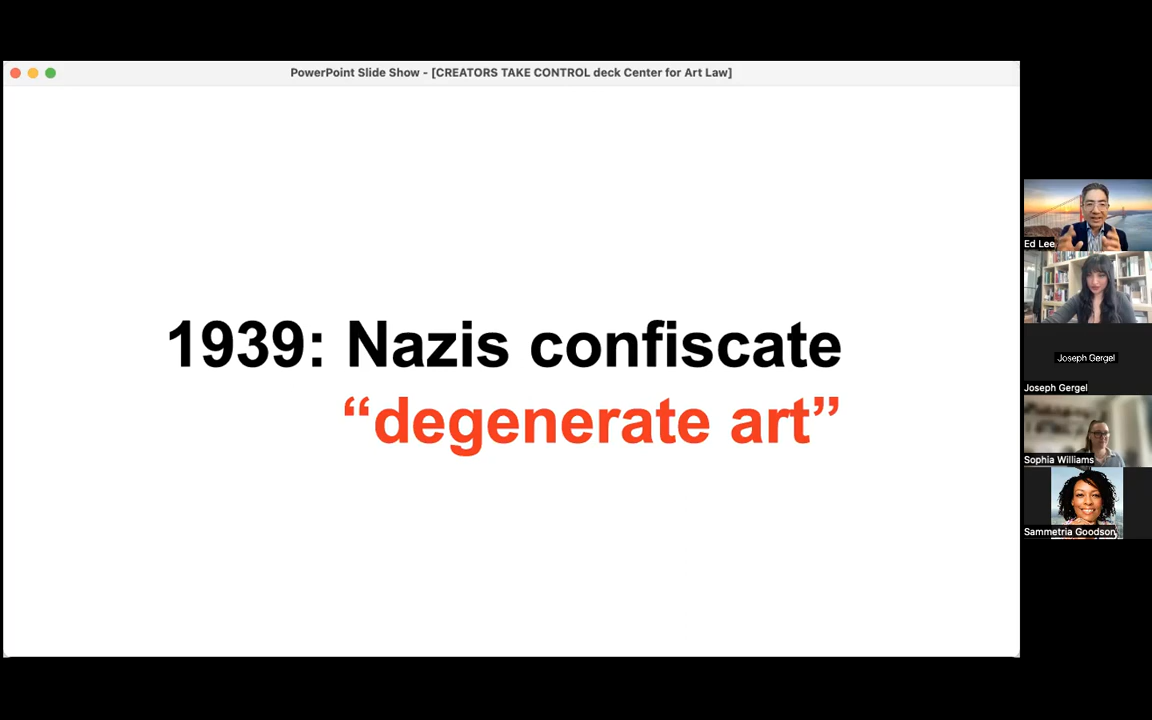 PowerPoint Slide Show - [CREATORS TAKE CONTROL deck Center for Art Law]
1939: Nazis confiscate
“degenerate art”
Ed Lee
Joseph Gergel
Joseph Gergel
Sophia Williams
Sammetria Goodson